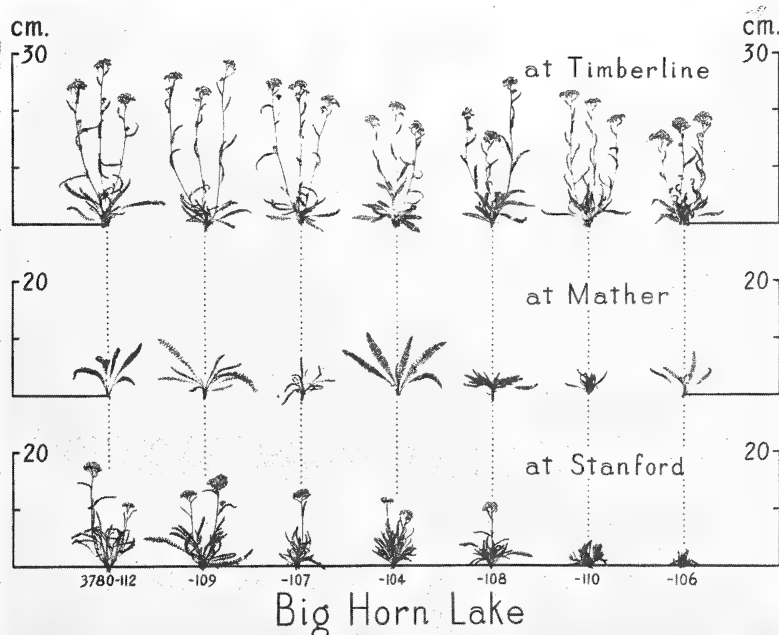 cm. cm.
30 30
at Timberline
20 20
at Mather
20 20
at Stanford
3780-112 -109 -107 -104 -108 -110 -106
Big Horn Lake